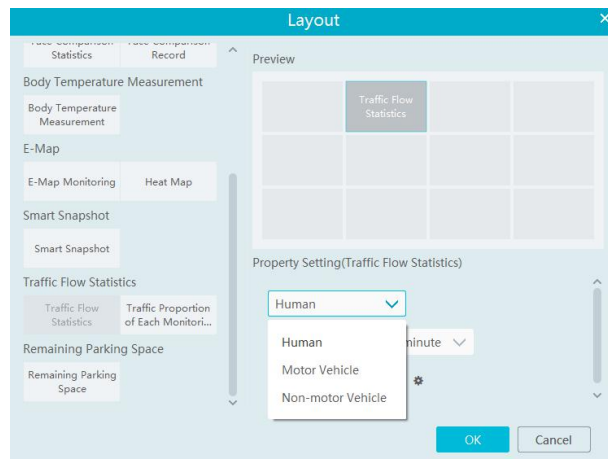 Layout
Statistics
Record
Body Temperature Measurement
Body Temperature
Measurement
E-Map
E-Map Monitoring
Heat Map
Smart Snapshot
Smart Snapshot
Traffic Flow Statistics
Traffic Flow
Statistics
Traffic Proportion
of Each Monitori...
Remaining Parking Space
Remaining Parking
Space
Preview
Traffic Flow
Statistics
Property Setting(Traffic Flow Statistics)
Human
Human
Motor Vehicle
Non-motor Vehicle
OK
Cancel